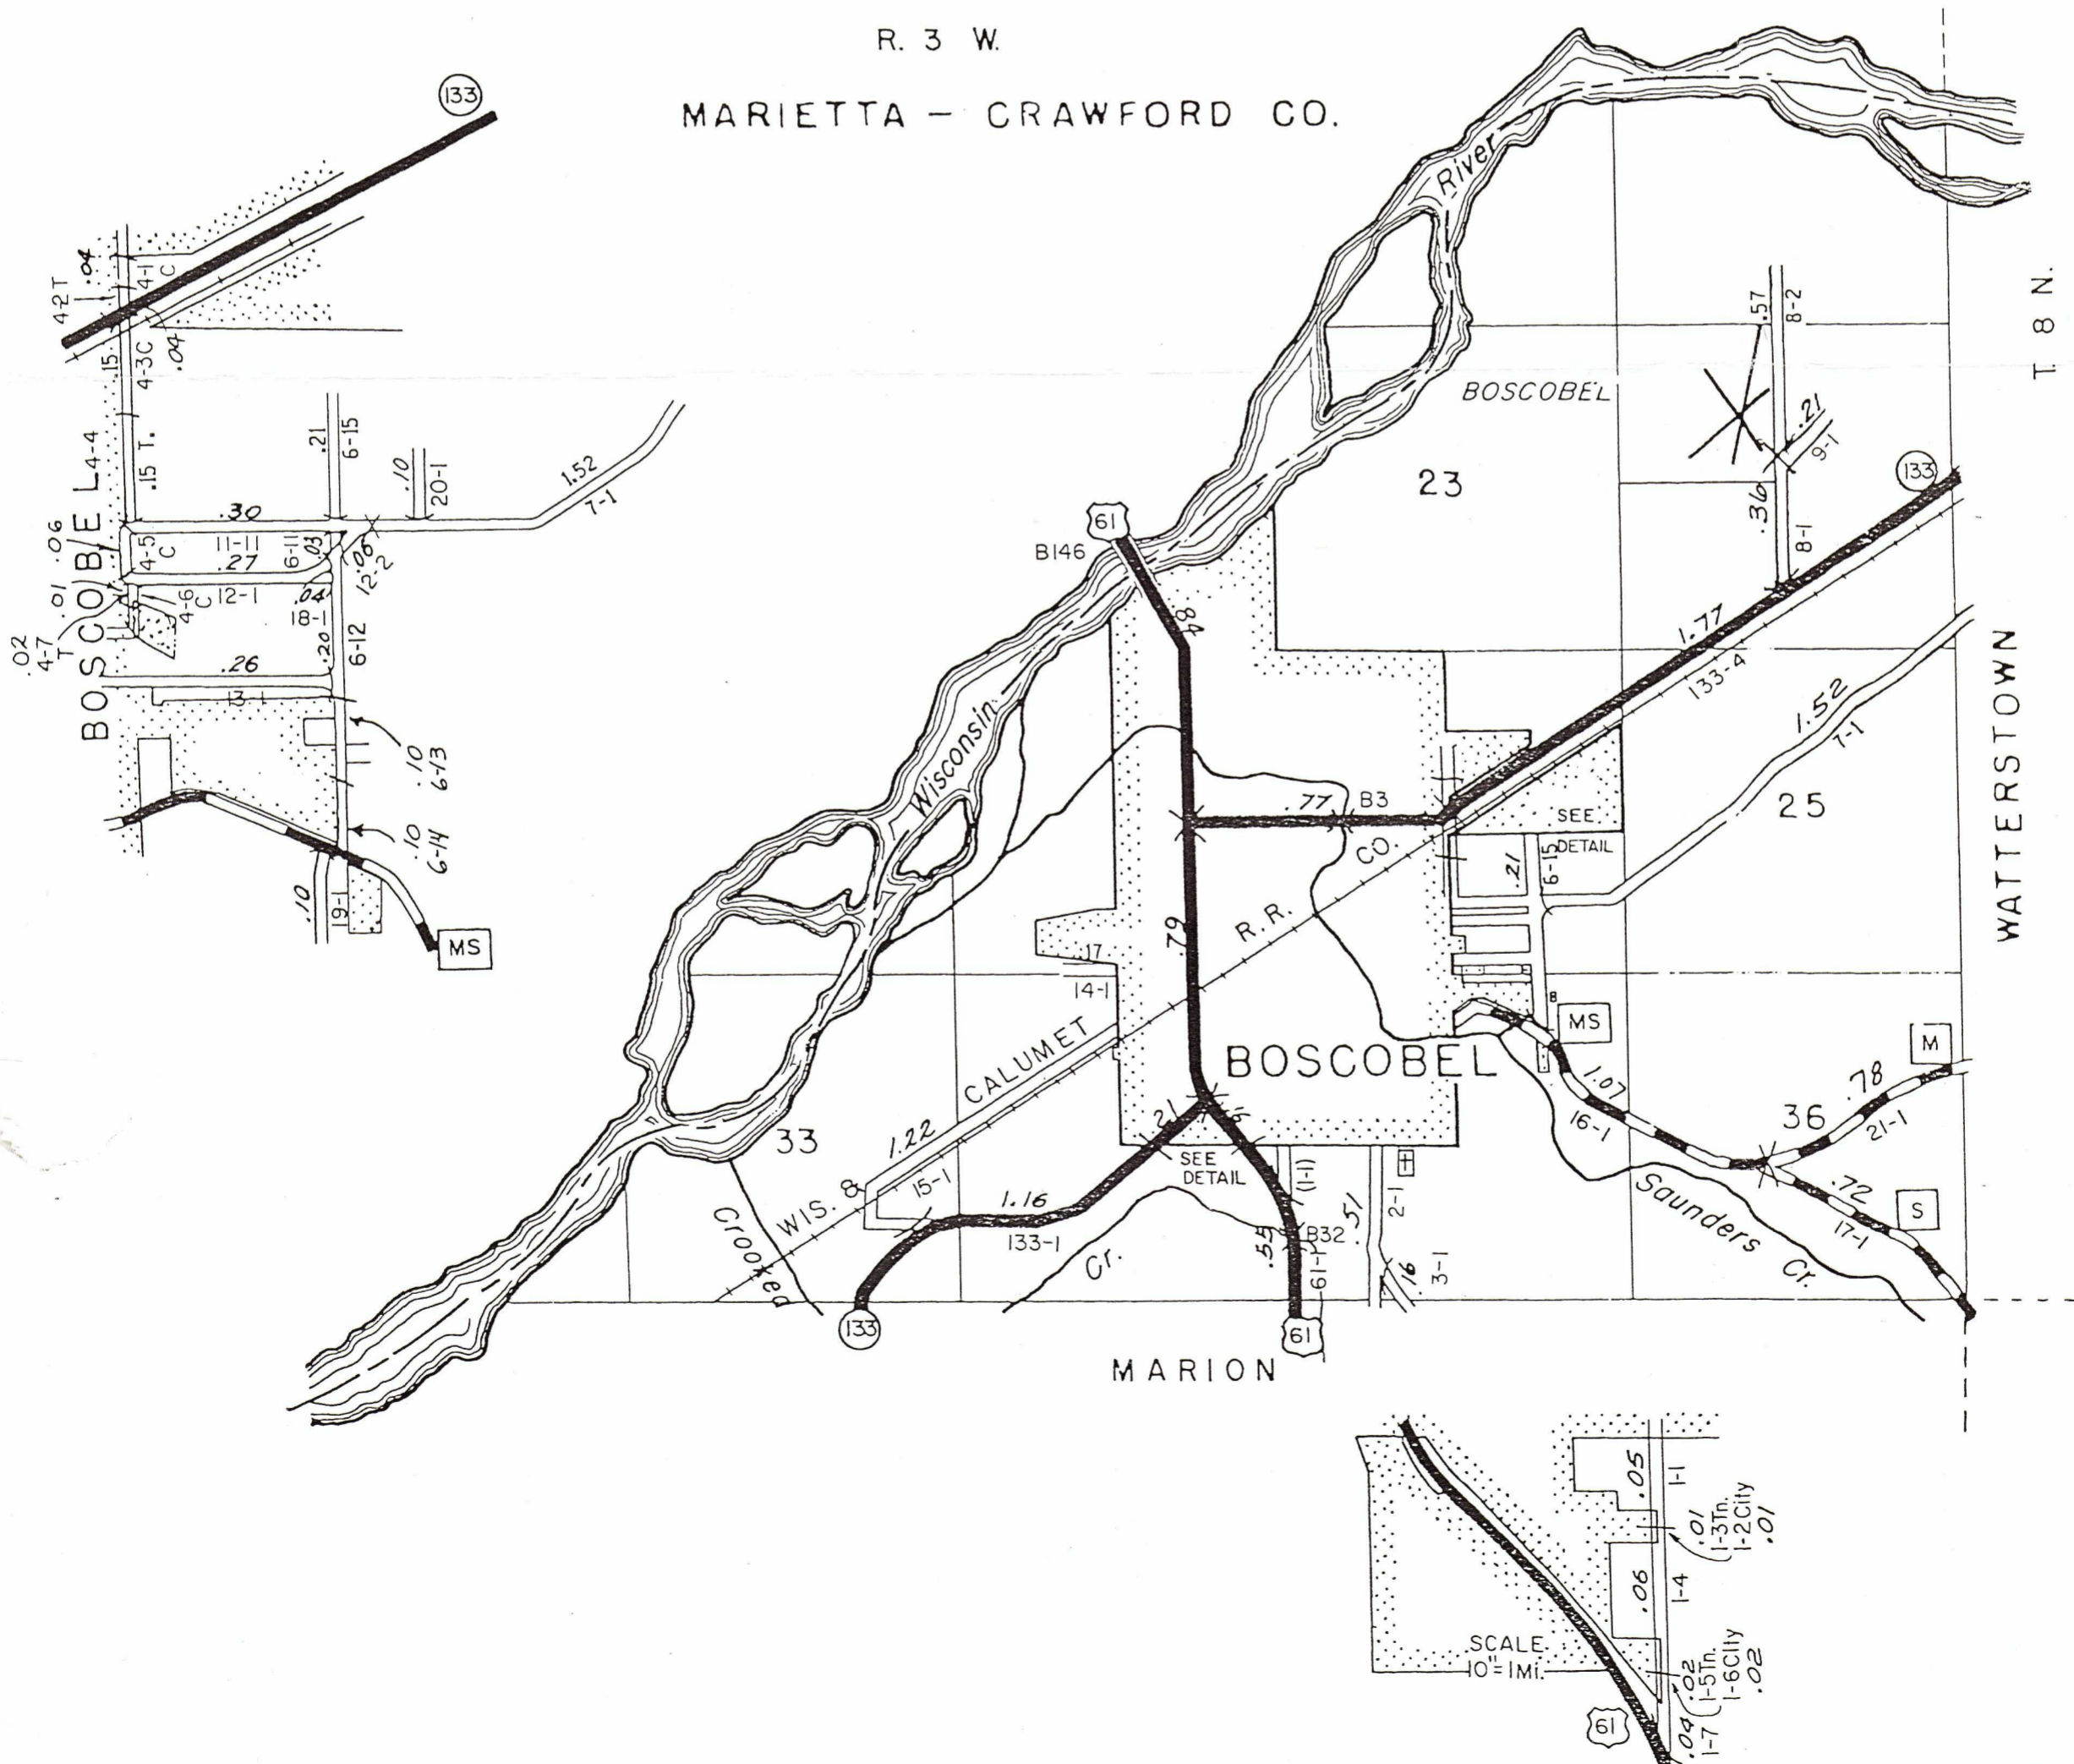 R. 3 W.
MARIETTA – CRAWFORD CO.
133
4-2T
.04
4-1
C
.15
4-3C
.04
BOSCOBEL
4-4
.15 T.
.21
6-15
.10
20-1
1.52
7-1
.30
11-11
.06
4-5
C
.27
6-11
.03
.06
12-2
.01
4-6
C
12-1
.04
18-1
.02
4-7
T
.20
6-12
.26
13-1
.10
6-13
.10
6-14
.10
19-1
MS
River
T. 8 N.
BOSCOBEL
.57
8-2
.21
9-1
23
133
.36
8-1
61
B146
.84
1.77
133-4
WATTERSTOWN
Wisconsin
1.52
7-1
25
.77
B3
SEE
DETAIL
CO.
.21
6-15
R.R.
.79
.17
14-1
8
MS
CALUMET
BOSCOBEL
M
1.07
16-1
.78
21-1
36
33
1.22
.21
SEE
DETAIL
(1-1)
15-1
&
WIS.
1.16
133-1
Crooked
Cr.
.55
B32
61-1
.51
2-1
.16
3-1
Saunders
Cr.
.72
17-1
S
133
61
MARION
.05
1-1
.01
1-3Tn.
1-2City
.01
.06
1-4
SCALE
10"=1MI.
.02
1-5Tn.
1-6City
.02
61
.04
1-7